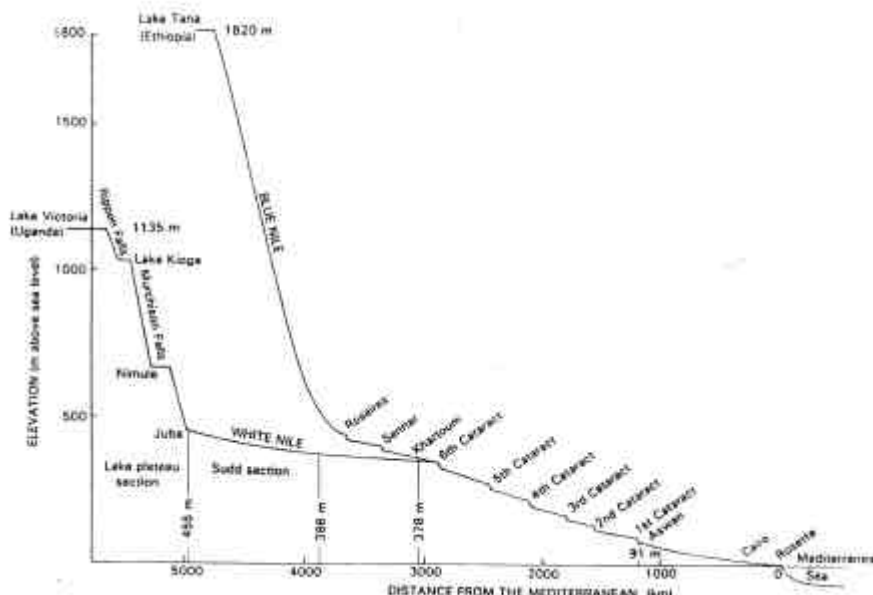 Lake Tana
(Ethiopia)
1820 m
1500
BLUE NILE
Rippon Falls
Lake Victoria
(Uganda)
1135 m
Lake Kioga
1000
Murchison Falls
ELEVATION (m above sea level)
Nimule
500
Juba
WHITE NILE
Roseires
Sennar
Khartoum
6th Cataract
5th Cataract
4th Cataract
3rd Cataract
2nd Cataract
1st Cataract
Aswan
Lake plateau
section
Sudd section
455 m
378 m
91 m
Cairo
Rosetta
Mediterranean
Sea
5000
4000
3000
2000
1000
0
DISTANCE FROM THE MEDITERRANEAN (km)